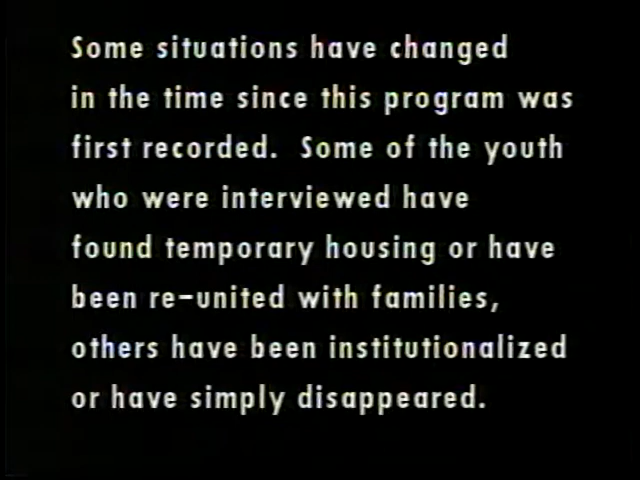 Some situations have changed
in the time since this program was
first recorded.  Some of the youth
who were interviewed have
found temporary housing or have
been re-united with families,
others have been institutionalized
or have simply disappeared.